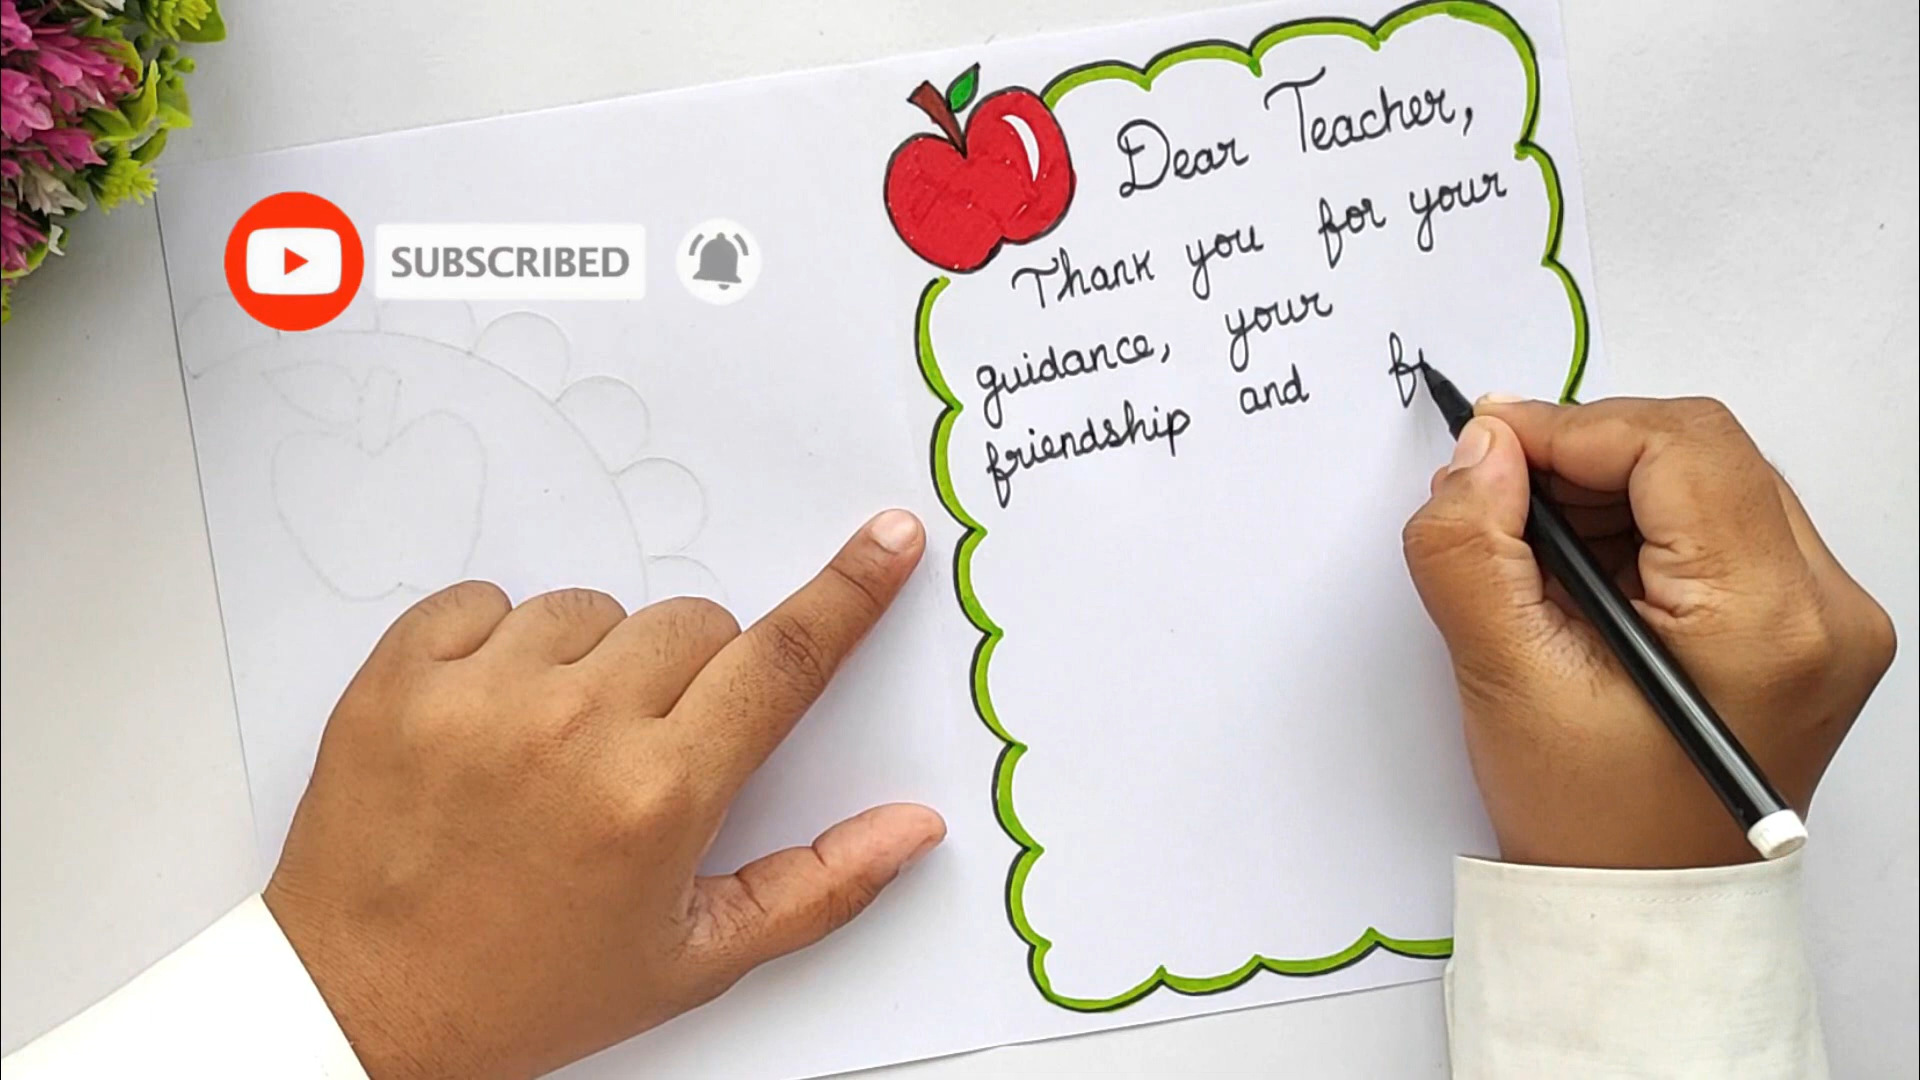 SUBSCRIBED
Dear Teacher,
Thank you for your
guidance, your
friendship and